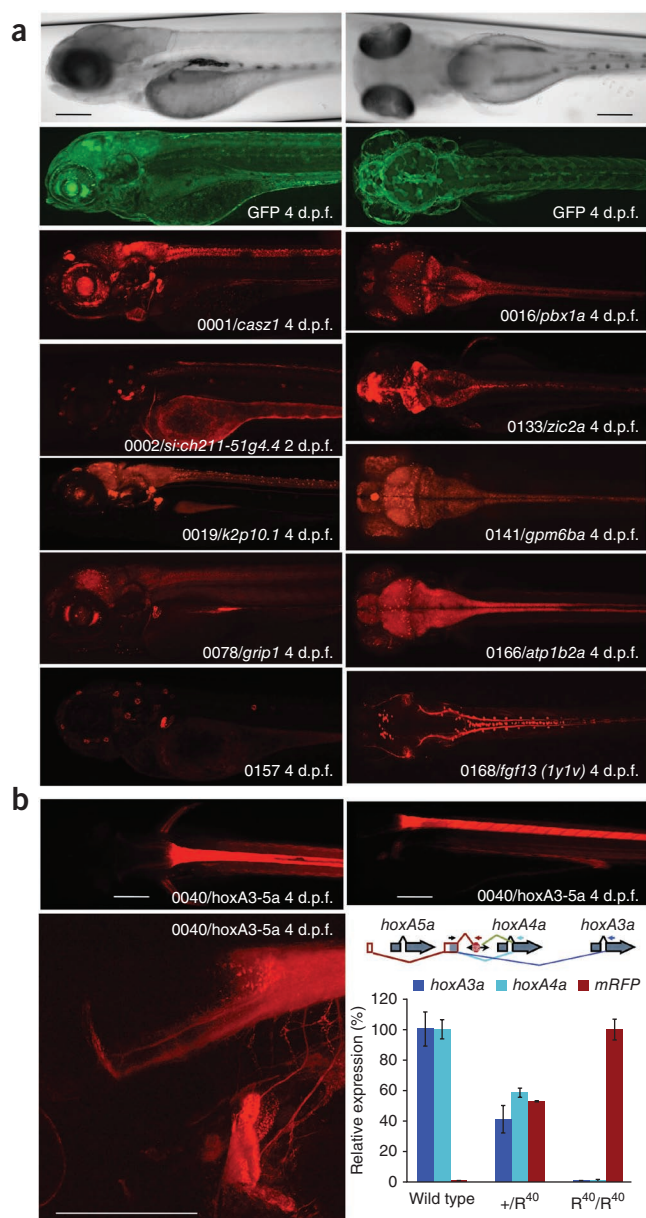 a
GFP 4 d.p.f.
GFP 4 d.p.f.
0001/casz1 4 d.p.f.
0016/pbx1a 4 d.p.f.
0002/si:ch211-51g4.4 2 d.p.f.
0133/zic2a 4 d.p.f.
0019/k2p10.1 4 d.p.f.
0141/gpm6ba 4 d.p.f.
0078/grip1 4 d.p.f.
0166/atp1b2a 4 d.p.f.
0157 4 d.p.f.
0168/fgf13 (1y1v) 4 d.p.f.
b
0040/hoxA3-5a 4 d.p.f.
0040/hoxA3-5a 4 d.p.f.
0040/hoxA3-5a 4 d.p.f.
hoxA5a hoxA4a hoxA3a
hoxA3a hoxA4a mRFP
Relative expression (%)
120
100
80
60
40
20
0
Wild type +/R⁴⁰ R⁴⁰/R⁴⁰